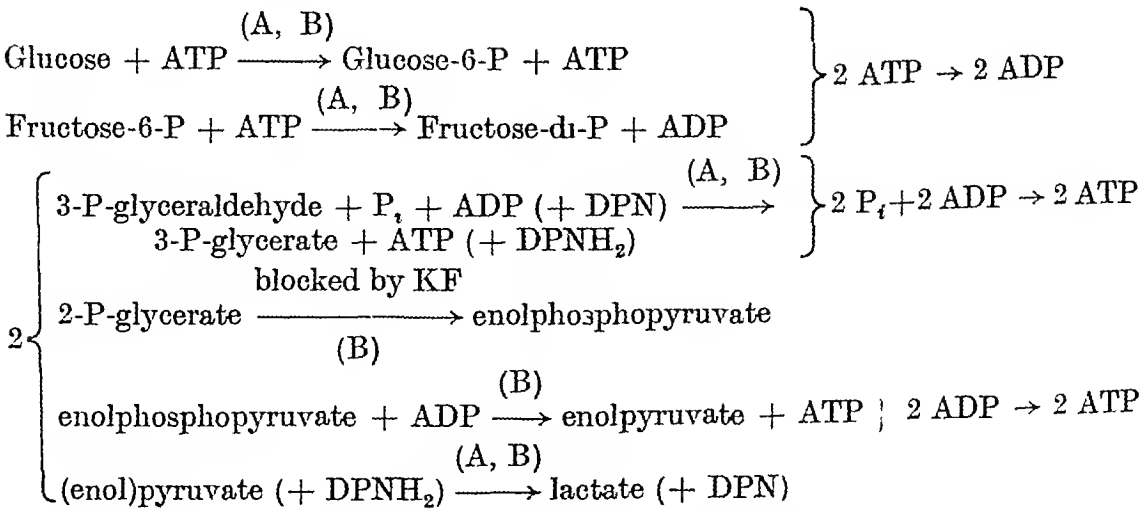 (A, B)
Glucose + ATP ⟶ Glucose-6-P + ATP
(A, B)
Fructose-6-P + ATP ⟶ Fructose-di-P + ADP
} 2 ATP → 2 ADP
(A, B)
3-P-glyceraldehyde + Pᵢ + ADP (+ DPN) ⟶
3-P-glycerate + ATP (+ DPNH₂)
} 2 Pᵢ+2 ADP → 2 ATP
blocked by KF
2-P-glycerate ⟶ enolphosphopyruvate
(B)
2{
(B)
enolphosphopyruvate + ADP ⟶ enolpyruvate + ATP } 2 ADP → 2 ATP
(A, B)
(enol)pyruvate (+ DPNH₂) ⟶ lactate (+ DPN)